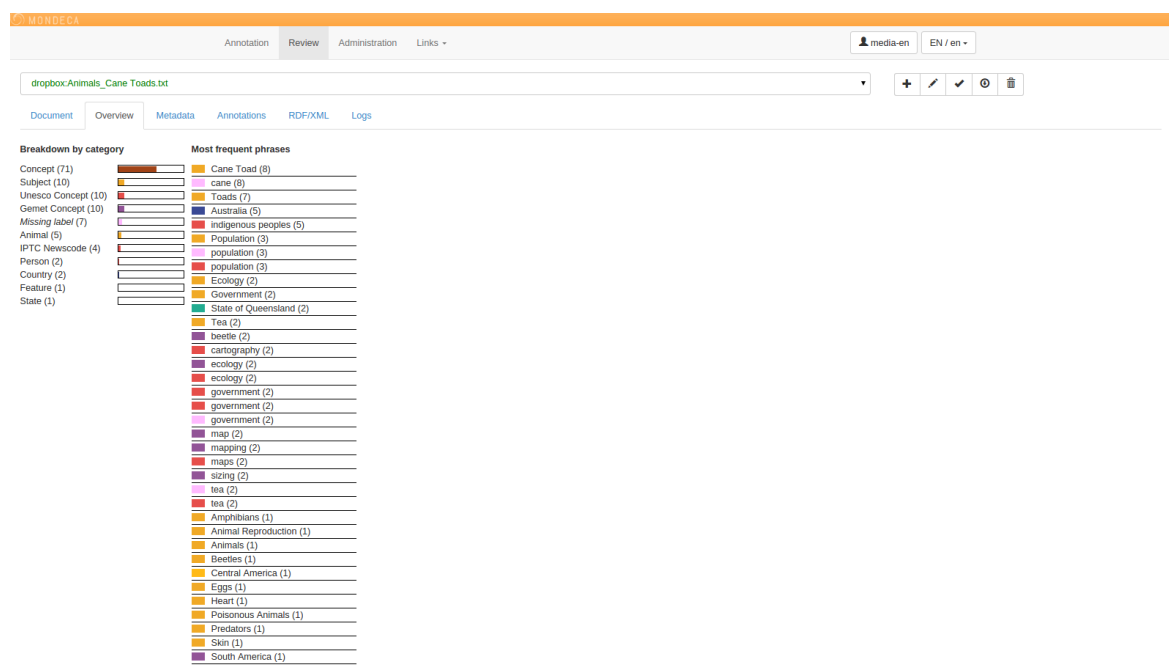 MONDECA
Annotation Review Administration Links
media-en EN / en
dropbox:Animals_Cane Toads.txt
Document Overview Metadata Annotations RDF/XML Logs
Breakdown by category
Concept (71)
Subject (10)
Unesco Concept (10)
Gemet Concept (10)
Missing label (7)
Animal (5)
IPTC Newscode (4)
Person (2)
Country (2)
Feature (1)
State (1)
Most frequent phrases
Cane Toad (8)
cane (8)
Toads (7)
Australia (5)
indigenous peoples (5)
Population (3)
population (3)
population (3)
Ecology (2)
Government (2)
State of Queensland (2)
Tea (2)
beetle (2)
cartography (2)
ecology (2)
ecology (2)
government (2)
government (2)
government (2)
map (2)
mapping (2)
maps (2)
sizing (2)
tea (2)
tea (2)
Amphibians (1)
Animal Reproduction (1)
Animals (1)
Beetles (1)
Central America (1)
Eggs (1)
Heart (1)
Poisonous Animals (1)
Predators (1)
Skin (1)
South America (1)